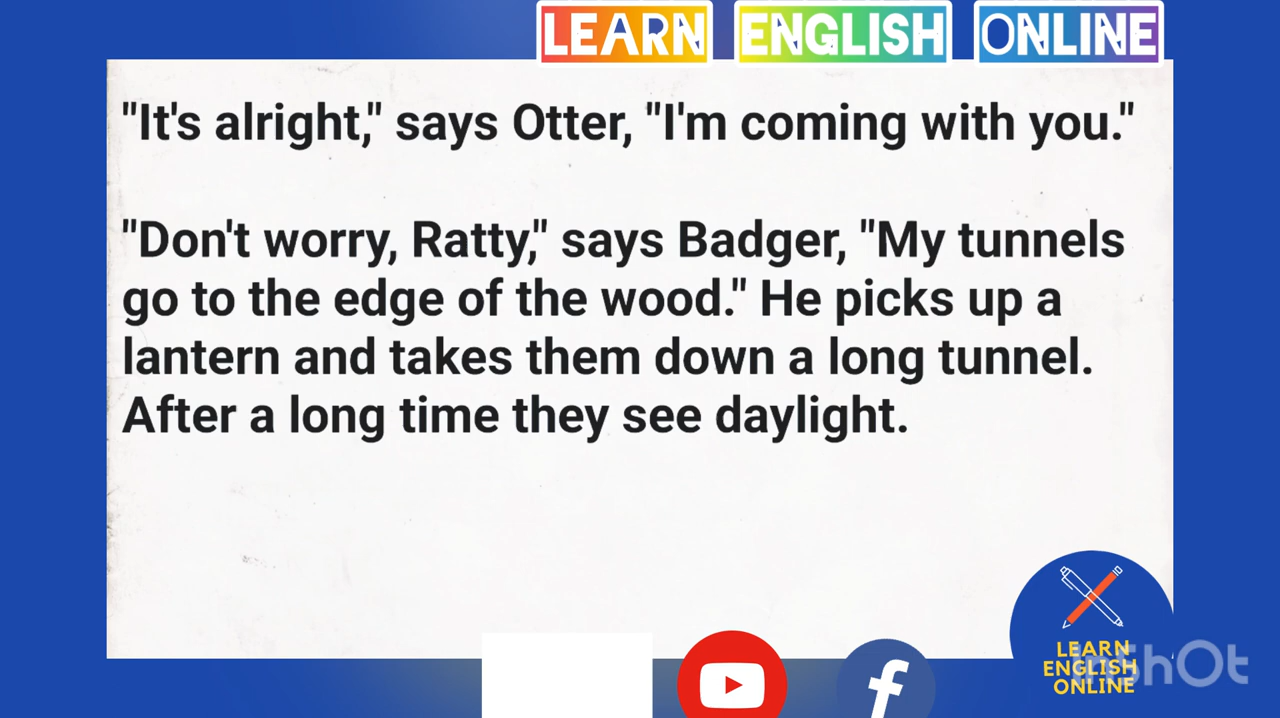 LEARN ENGLISH ONLINE
"It's alright," says Otter, "I'm coming with you."
"Don't worry, Ratty," says Badger, "My tunnels
go to the edge of the wood." He picks up a
lantern and takes them down a long tunnel.
After a long time they see daylight.
LEARN
ENGLISH
ONLINE
InShOt